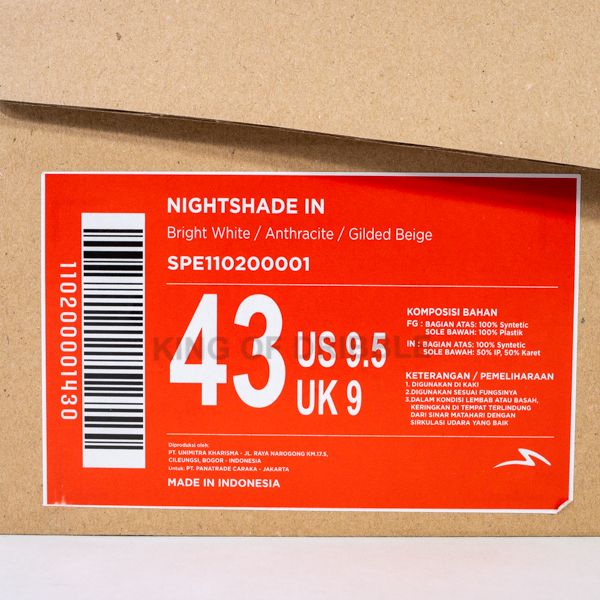 NIGHTSHADE IN
Bright White / Anthracite / Gilded Beige
SPE110200001
110200001430
43
US 9.5
UK 9
KING OF
KOMPOSISI BAHAN
FG : BAGIAN ATAS: 100% Syntetic
SOLE BAWAH: 100% Plastik
IN : BAGIAN ATAS: 100% Syntetic
SOLE BAWAH: 50% IP, 50% Karet
KETERANGAN / PEMELIHARAAN
1. DIGUNAKAN DI KAKI
2.DIGUNAKAN SESUAI FUNGSINYA
3.DALAM KONDISI LEMBAB ATAU BASAH,
KERINGKAN DI TEMPAT TERLINDUNG
DARI SINAR MATAHARI DENGAN
SIRKULASI UDARA YANG BAIK
Diproduksi oleh:
PT. UNIMITRA KHARISMA - JL. RAYA NAROGONG KM.17.5,
CILEUNGSI, BOGOR - INDONESIA
Untuk: PT. PANATRADE CARAKA - JAKARTA
MADE IN INDONESIA